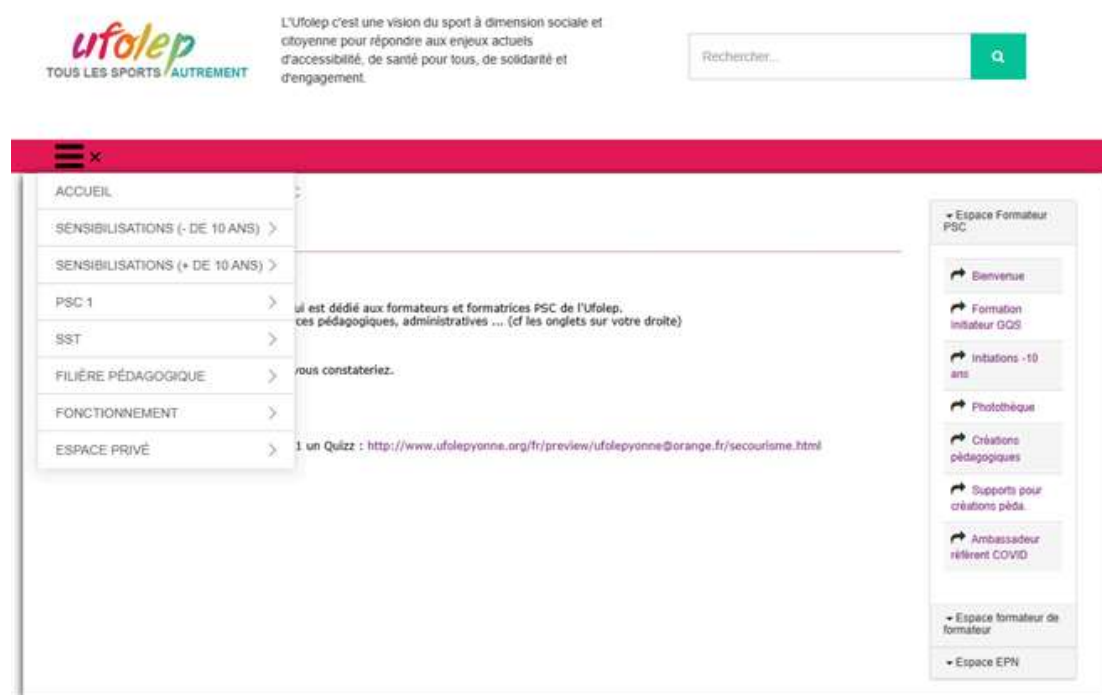 ufolep
TOUS LES SPORTS AUTREMENT
L'Ufolep c'est une vision du sport à dimension sociale et
citoyenne pour répondre aux enjeux actuels
d'accessibilité, de santé pour tous, de solidarité et
d'engagement.
Rechercher...
ACCUEIL
SENSIBILISATIONS (- DE 10 ANS)
SENSIBILISATIONS (+ DE 10 ANS)
PSC 1
SST
FILIÈRE PÉDAGOGIQUE
FONCTIONNEMENT
ESPACE PRIVÉ
ui est dédié aux formateurs et formatrices PSC de l'Ufolep.
ces pédagogiques, administratives ... (cf les onglets sur votre droite)
vous constateriez.
1 un Quizz : http://www.ufolepyonne.org/fr/preview/ufolepyonne@orange.fr/secourisme.html
Espace Formateur
PSC
Bienvenue
Formation
Initiateur GQS
Initiations -10
ans
Photothèque
Créations
pédagogiques
Supports pour
créations péda.
Ambassadeur
référent COVID
Espace formateur de
formateur
Espace EPN